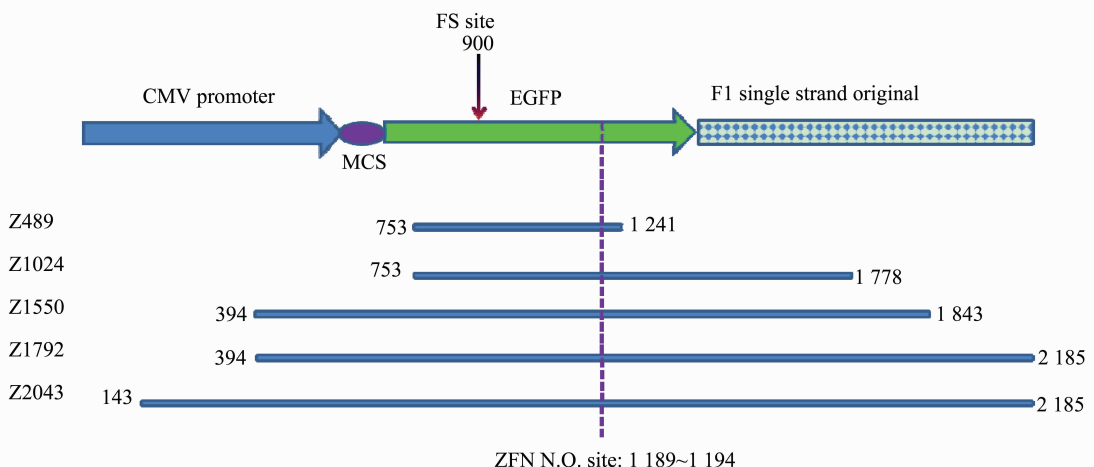 FS site
900
CMV promoter
EGFP
F1 single strand original
MCS
Z489
753
1 241
Z1024
753
1 778
Z1550
394
1 843
Z1792
394
2 185
Z2043
143
2 185
ZFN N.O. site: 1 189~1 194